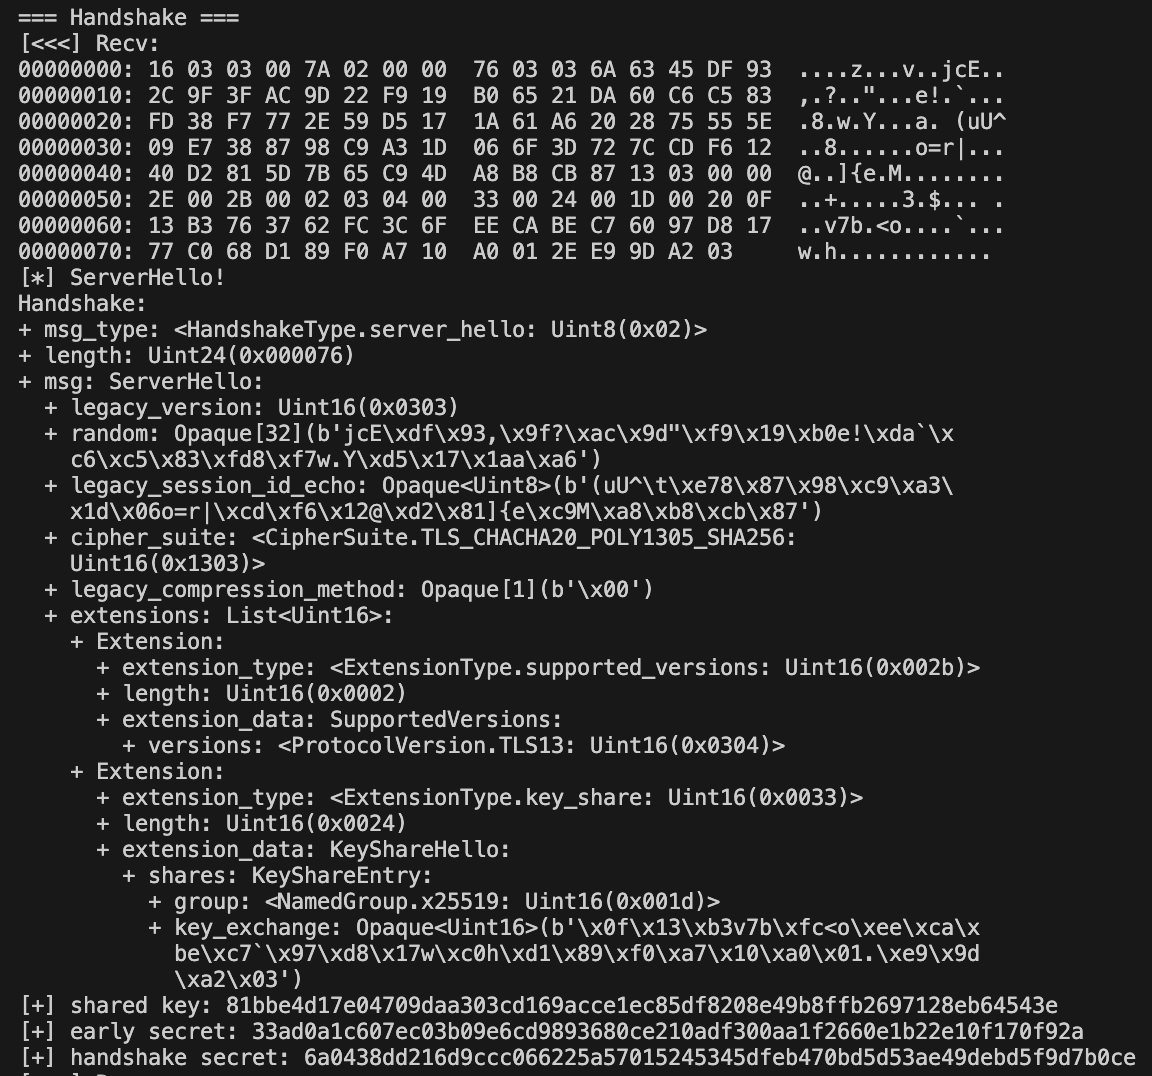 === Handshake ===
[<<<] Recv:
00000000: 16 03 03 00 7A 02 00 00  76 03 03 6A 63 45 DF 93  ....z...v..jcE..
00000010: 2C 9F 3F AC 9D 22 F9 19  B0 65 21 DA 60 C6 C5 83  ,.?.."...e!.`...
00000020: FD 38 F7 77 2E 59 D5 17  1A 61 A6 20 28 75 55 5E  .8.w.Y...a. (uU^
00000030: 09 E7 38 87 98 C9 A3 1D  06 6F 3D 72 7C CD F6 12  ..8......o=r|...
00000040: 40 D2 81 5D 7B 65 C9 4D  A8 B8 CB 87 13 03 00 00  @..]{e.M........
00000050: 2E 00 2B 00 02 03 04 00  33 00 24 00 1D 00 20 0F  ..+.....3.$... .
00000060: 13 B3 76 37 62 FC 3C 6F  EE CA BE C7 60 97 D8 17  ..v7b.<o....`...
00000070: 77 C0 68 D1 89 F0 A7 10  A0 01 2E E9 9D A2 03     w.h............
[*] ServerHello!
Handshake:
+ msg_type: <HandshakeType.server_hello: Uint8(0x02)>
+ length: Uint24(0x000076)
+ msg: ServerHello:
  + legacy_version: Uint16(0x0303)
  + random: Opaque[32](b'jcE\xdf\x93,\x9f?\xac\x9d"\xf9\x19\xb0e!\xda`\x
    c6\xc5\x83\xfd8\xf7w.Y\xd5\x17\x1aa\xa6')
  + legacy_session_id_echo: Opaque<Uint8>(b'(uU^\t\xe78\x87\x98\xc9\xa3\
    x1d\x06o=r|\xcd\xf6\x12@\xd2\x81]{e\xc9M\xa8\xb8\xcb\x87')
  + cipher_suite: <CipherSuite.TLS_CHACHA20_POLY1305_SHA256:
    Uint16(0x1303)>
  + legacy_compression_method: Opaque[1](b'\x00')
  + extensions: List<Uint16>:
    + Extension:
      + extension_type: <ExtensionType.supported_versions: Uint16(0x002b)>
      + length: Uint16(0x0002)
      + extension_data: SupportedVersions:
        + versions: <ProtocolVersion.TLS13: Uint16(0x0304)>
    + Extension:
      + extension_type: <ExtensionType.key_share: Uint16(0x0033)>
      + length: Uint16(0x0024)
      + extension_data: KeyShareHello:
        + shares: KeyShareEntry:
          + group: <NamedGroup.x25519: Uint16(0x001d)>
          + key_exchange: Opaque<Uint16>(b'\x0f\x13\xb3v7b\xfc<o\xee\xca\x
            be\xc7`\x97\xd8\x17w\xc0h\xd1\x89\xf0\xa7\x10\xa0\x01.\xe9\x9d
            \xa2\x03')
[+] shared key: 81bbe4d17e04709daa303cd169acce1ec85df8208e49b8ffb2697128eb64543e
[+] early secret: 33ad0a1c607ec03b09e6cd9893680ce210adf300aa1f2660e1b22e10f170f92a
[+] handshake secret: 6a0438dd216d9ccc066225a57015245345dfeb470bd5d53ae49debd5f9d7b0ce